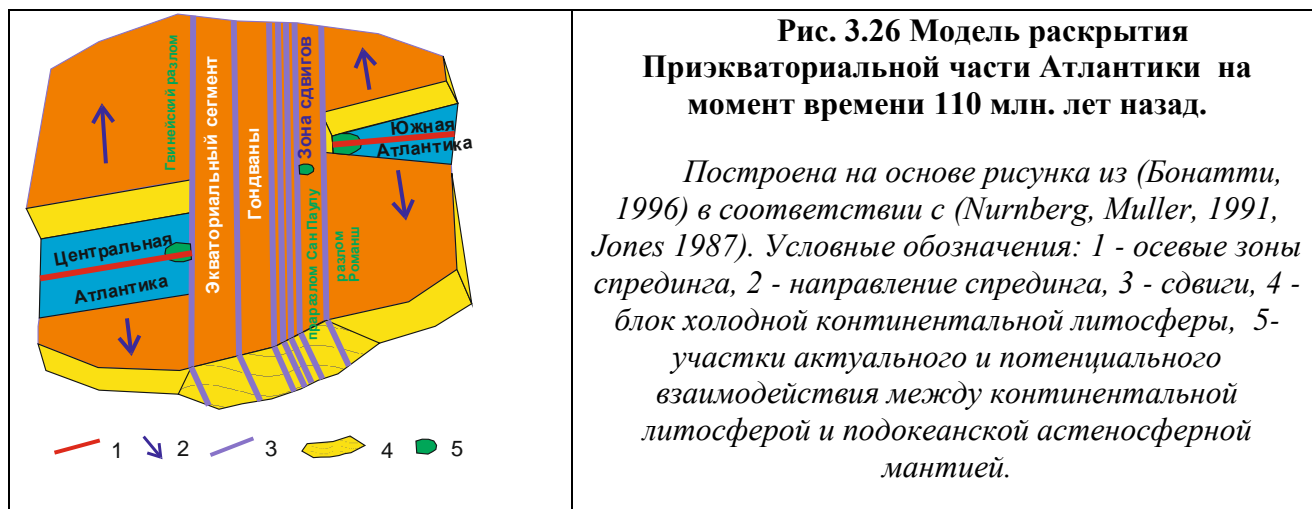 Гвинейский разлом
Экваториальный сегмент
Гондваны
Зона сдвигов
праразлом СанПаулу
разлом
Романш
Южная
Атлантика
Центральная
Атлантика
1 2 3 4 5
Рис. 3.26 Модель раскрытия
Приэкваториальной части Атлантики на
момент времени 110 млн. лет назад.
Построена на основе рисунка из (Бонатти,
1996) в соответствии с (Nurnberg, Muller, 1991,
Jones 1987). Условные обозначения: 1 - осевые зоны
спрединга, 2 - направление спрединга, 3 - сдвиги, 4 -
блок холодной континентальной литосферы, 5-
участки актуального и потенциального
взаимодействия между континентальной
литосферой и подокеанской астеносферной
мантией.